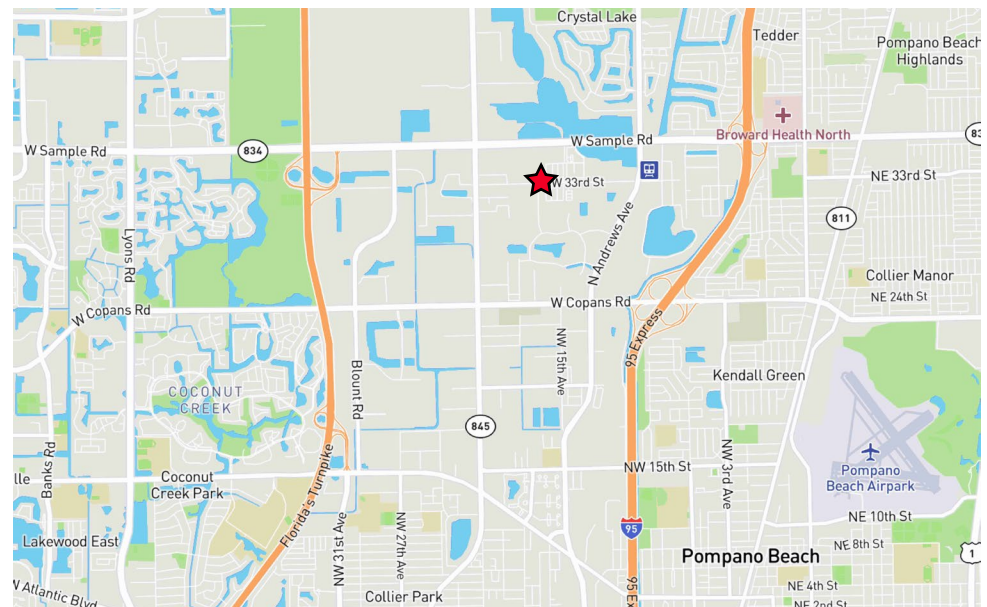 Crystal Lake
Tedder
Pompano Beach
Highlands
W Sample Rd
834
W Sample Rd
Broward Health North
83
W 33rd St
NE 33rd St
811
Lyons Rd
N Andrews Ave
Collier Manor
NE 24th St
W Copans Rd
W Copans Rd
95 Express
NW 15th Ave
Blount Rd
Kendall Green
COCONUT
CREEK
845
Banks Rd
lle
Coconut
Creek Park
Florida's Turnpike
NW 15th St
NW 3rd Ave
Pompano
Beach Airpark
NW 31st Ave
NW 27th Ave
95
NE 10th St
Lakewood East
NE 8th St
Pompano Beach
1
W Atlantic Blvd
Collier Park
95 E
NE 4th St
NE 2nd St